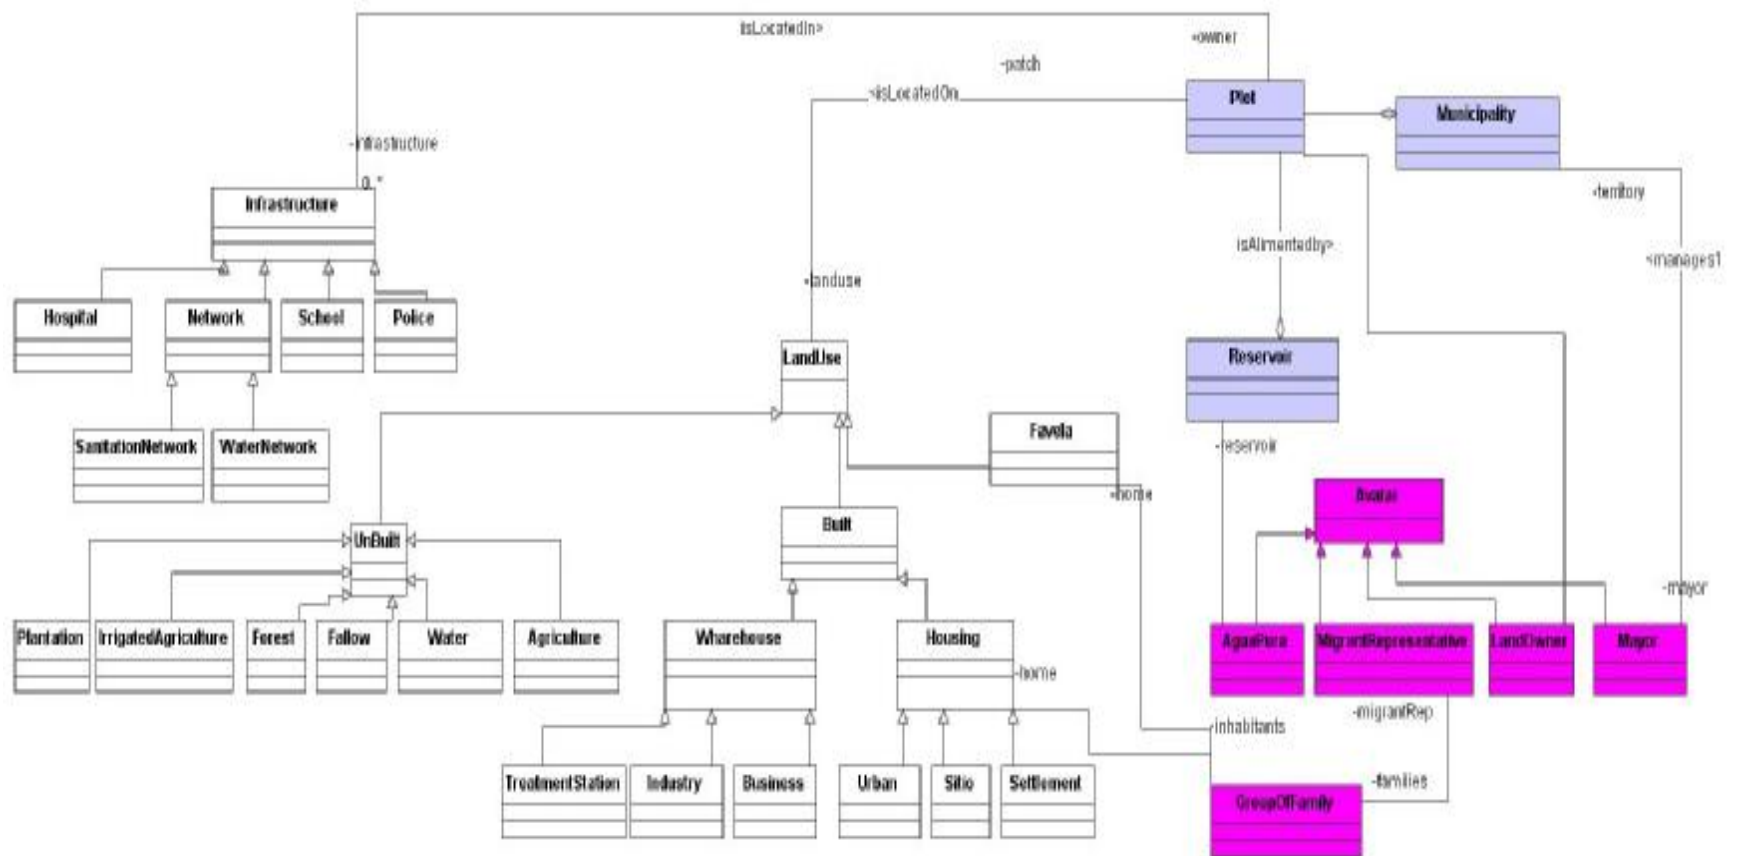 isLocatedIn>
-owner
-patch
<isLocatedOn
Plot
Municipality
-infrastructure
0..*
-territory
Infrastructure
isAlimentedby>
<manages1
-landuse
Hospital
Network
School
Police
LandUse
Reservoir
Favela
SanitationNetwork
WaterNetwork
-reservoir
-home
Avatar
Built
UnBuilt
-mayor
Plantation
IrrigatedAgriculture
Forest
Fallow
Water
Agriculture
Wharehouse
Housing
AguaPura
MigrantRepresentative
LandOwner
Mayor
-home
-migrantRep
-inhabitants
TreatmentStation
Industry
Business
Urban
Sitio
Settlement
-families
GroupOfFamily